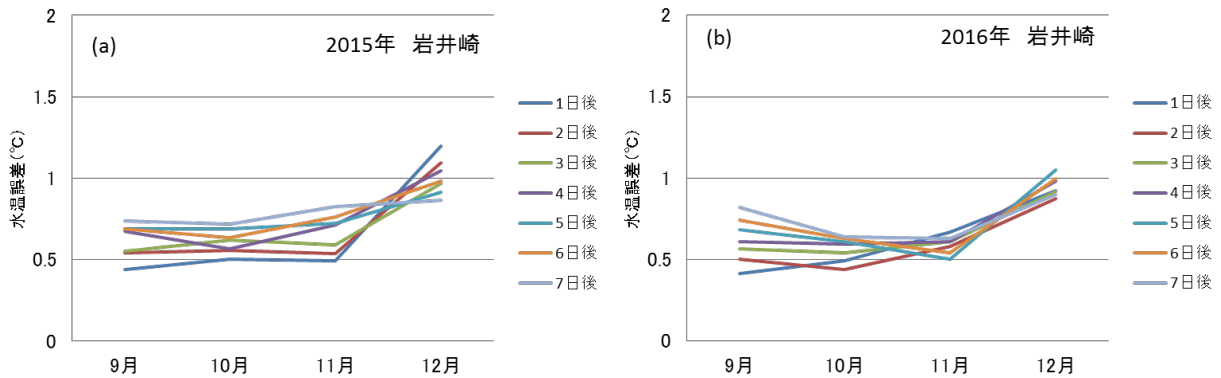 (a)
2015年 岩井崎
水温誤差(℃)
2
1.5
1
0.5
0
9月
10月
11月
12月
1日後
2日後
3日後
4日後
5日後
6日後
7日後
(b)
2016年 岩井崎
水温誤差(℃)
2
1.5
1
0.5
0
9月
10月
11月
12月
1日後
2日後
3日後
4日後
5日後
6日後
7日後